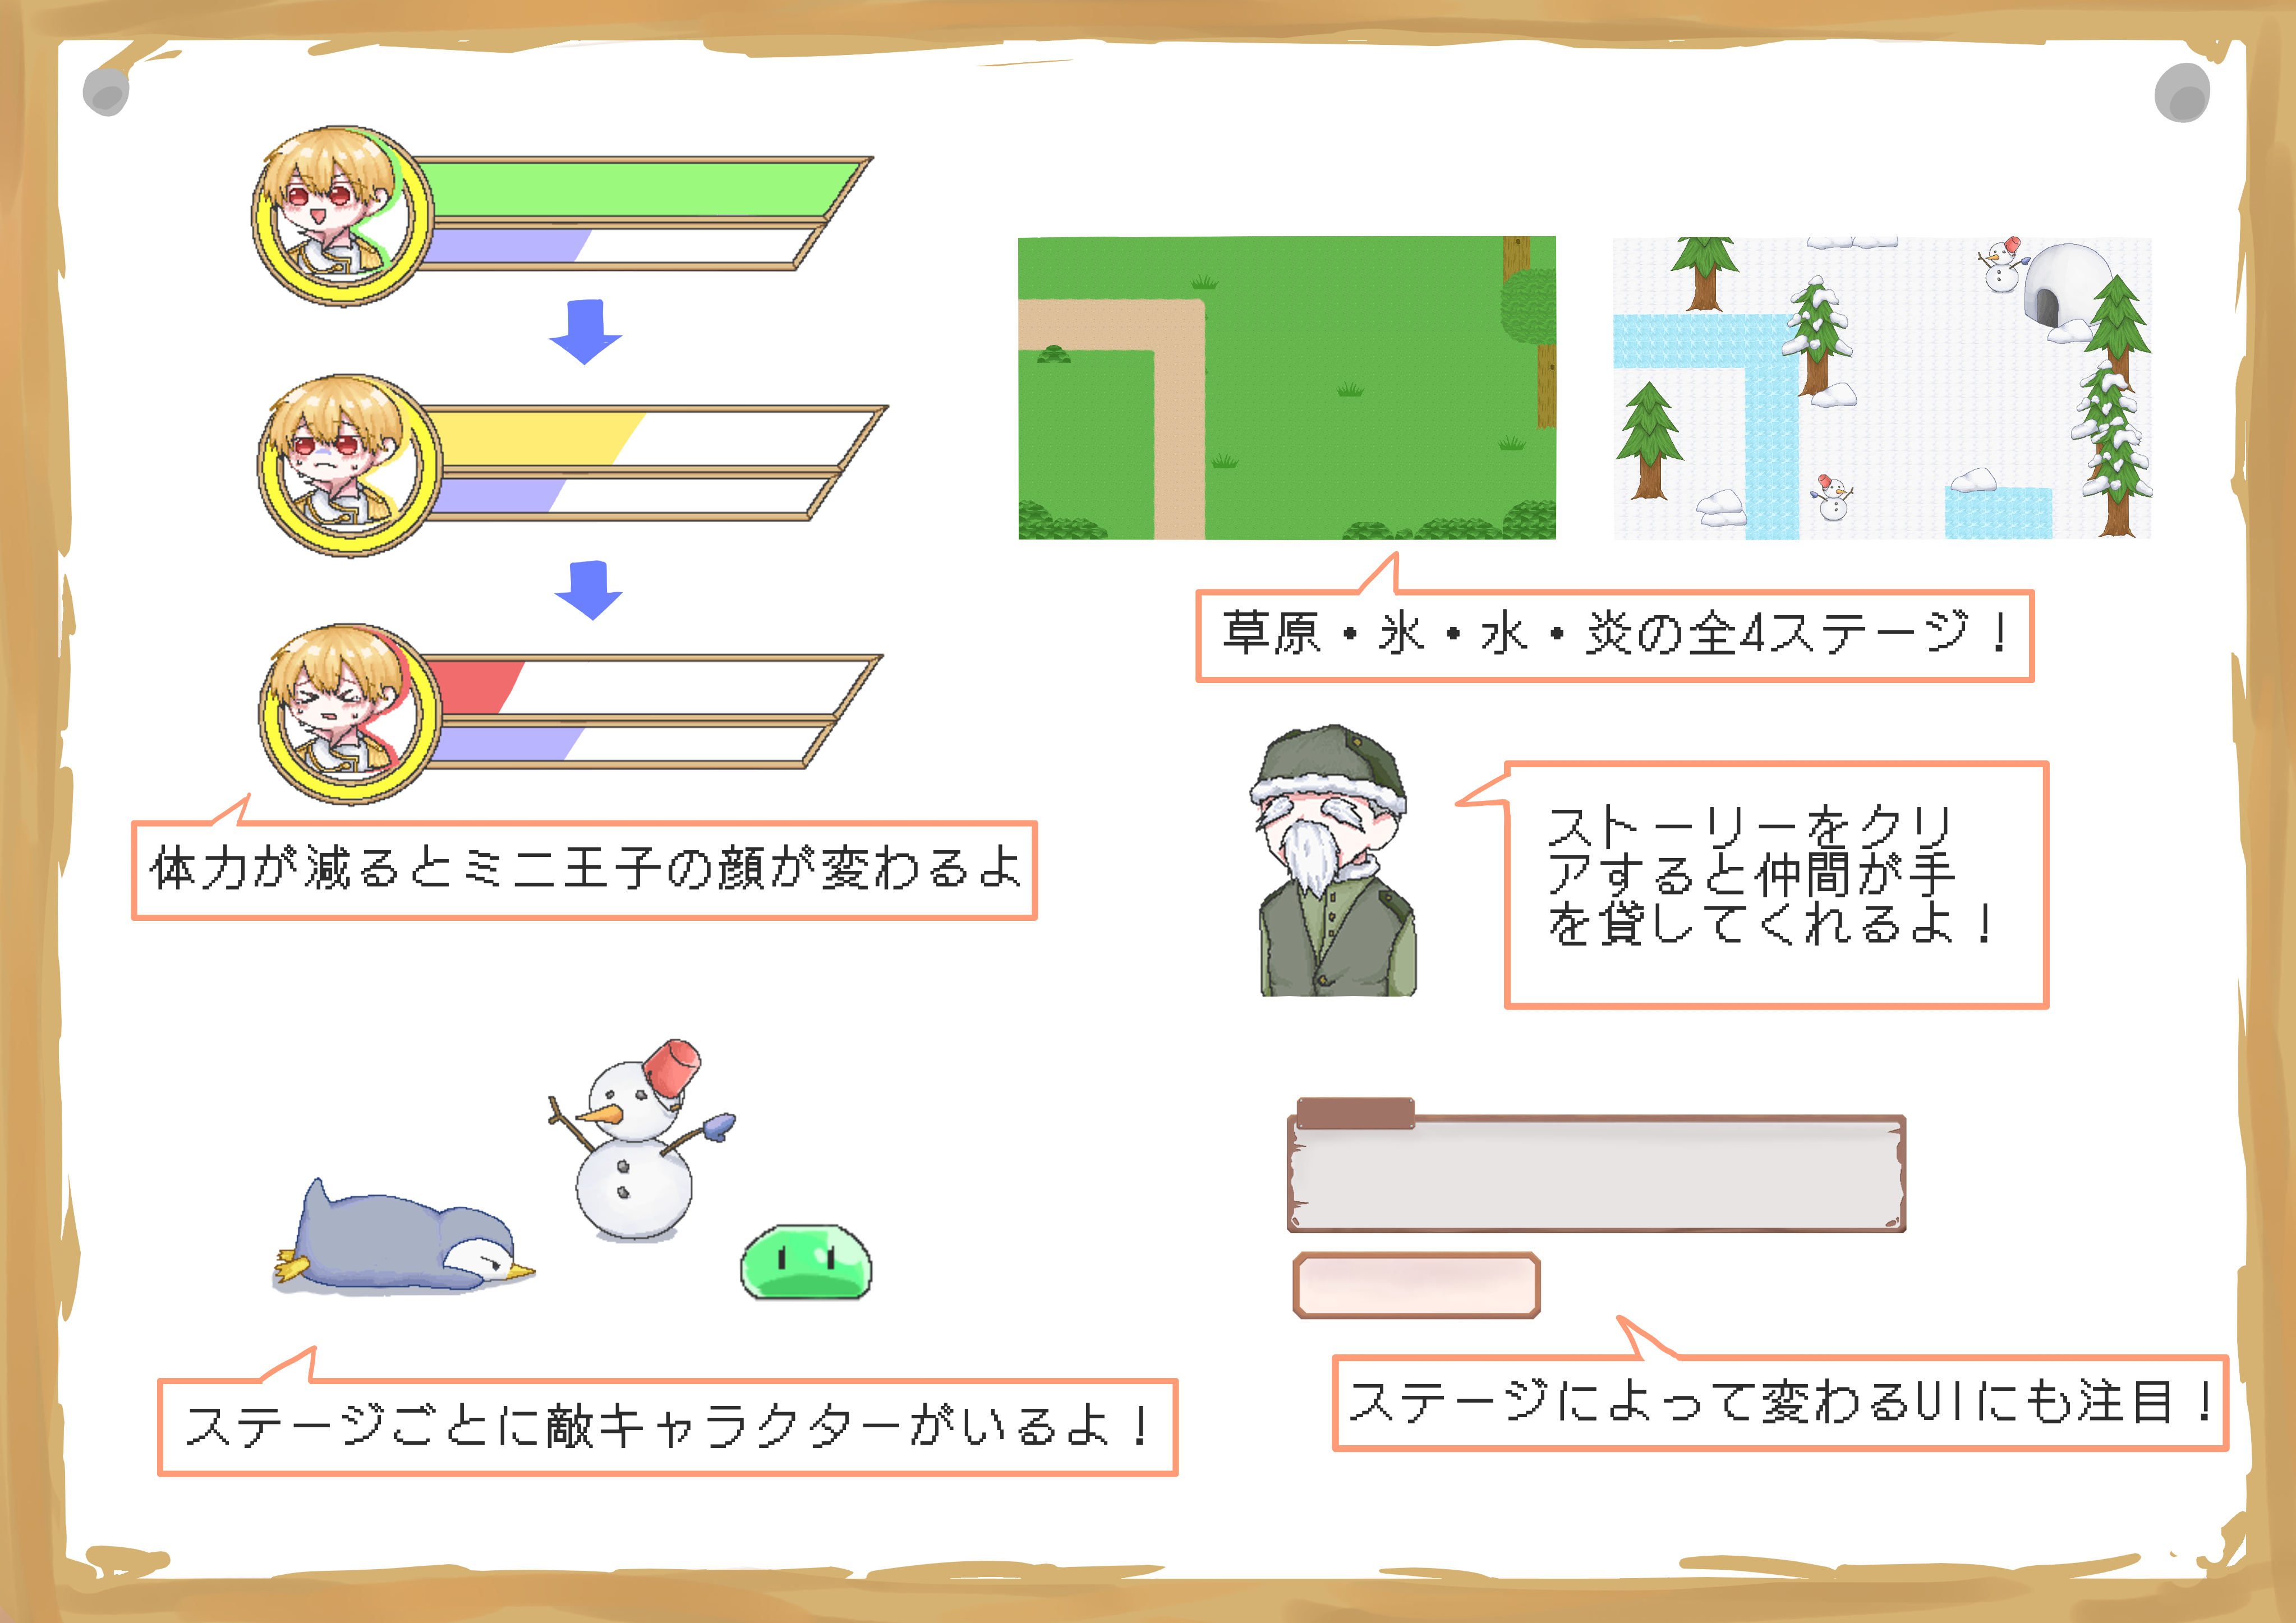 体力が減るとミニ王子の顔が変わるよ
草原・氷・水・炎の全4ステージ！
ストーリーをクリ
アすると仲間が手
を貸してくれるよ！
ステージごとに敵キャラクターがいるよ！
ステージによって変わるUIにも注目！